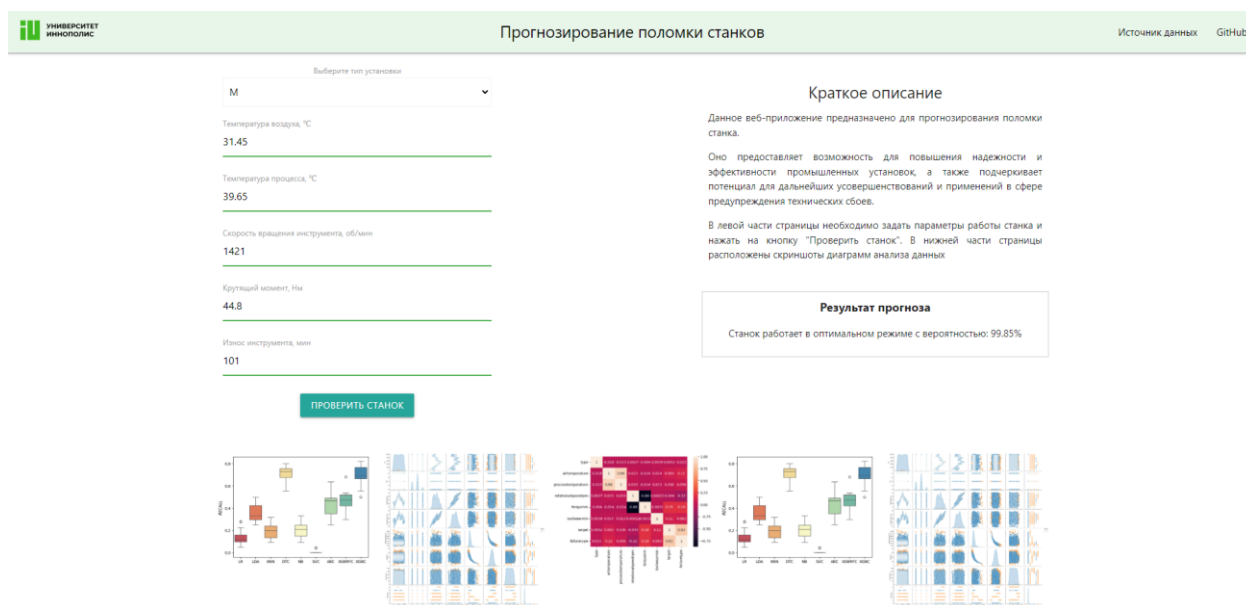 УНИВЕРСИТЕТ
ИННОПОЛИС
Прогнозирование поломки станков
Источник данных
GitHub
Выберите тип установки
M
Температура воздуха, °C
31.45
Температура процесса, °C
39.65
Скорость вращения инструмента, об/мин
1421
Крутящий момент, Нм
44.8
Износ инструмента, мин
101
ПРОВЕРИТЬ СТАНОК
Краткое описание
Данное веб-приложение предназначено для прогнозирования поломки
станка.
Оно предоставляет возможность для повышения надежности и
эффективности промышленных установок, а также подчеркивает
потенциал для дальнейших усовершенствований и применений в сфере
предупреждения технических сбоев.
В левой части страницы необходимо задать параметры работы станка и
нажать на кнопку "Проверить станок". В нижней части страницы
расположены скриншоты диаграмм анализа данных
Результат прогноза
Станок работает в оптимальном режиме с вероятностью: 99.85%